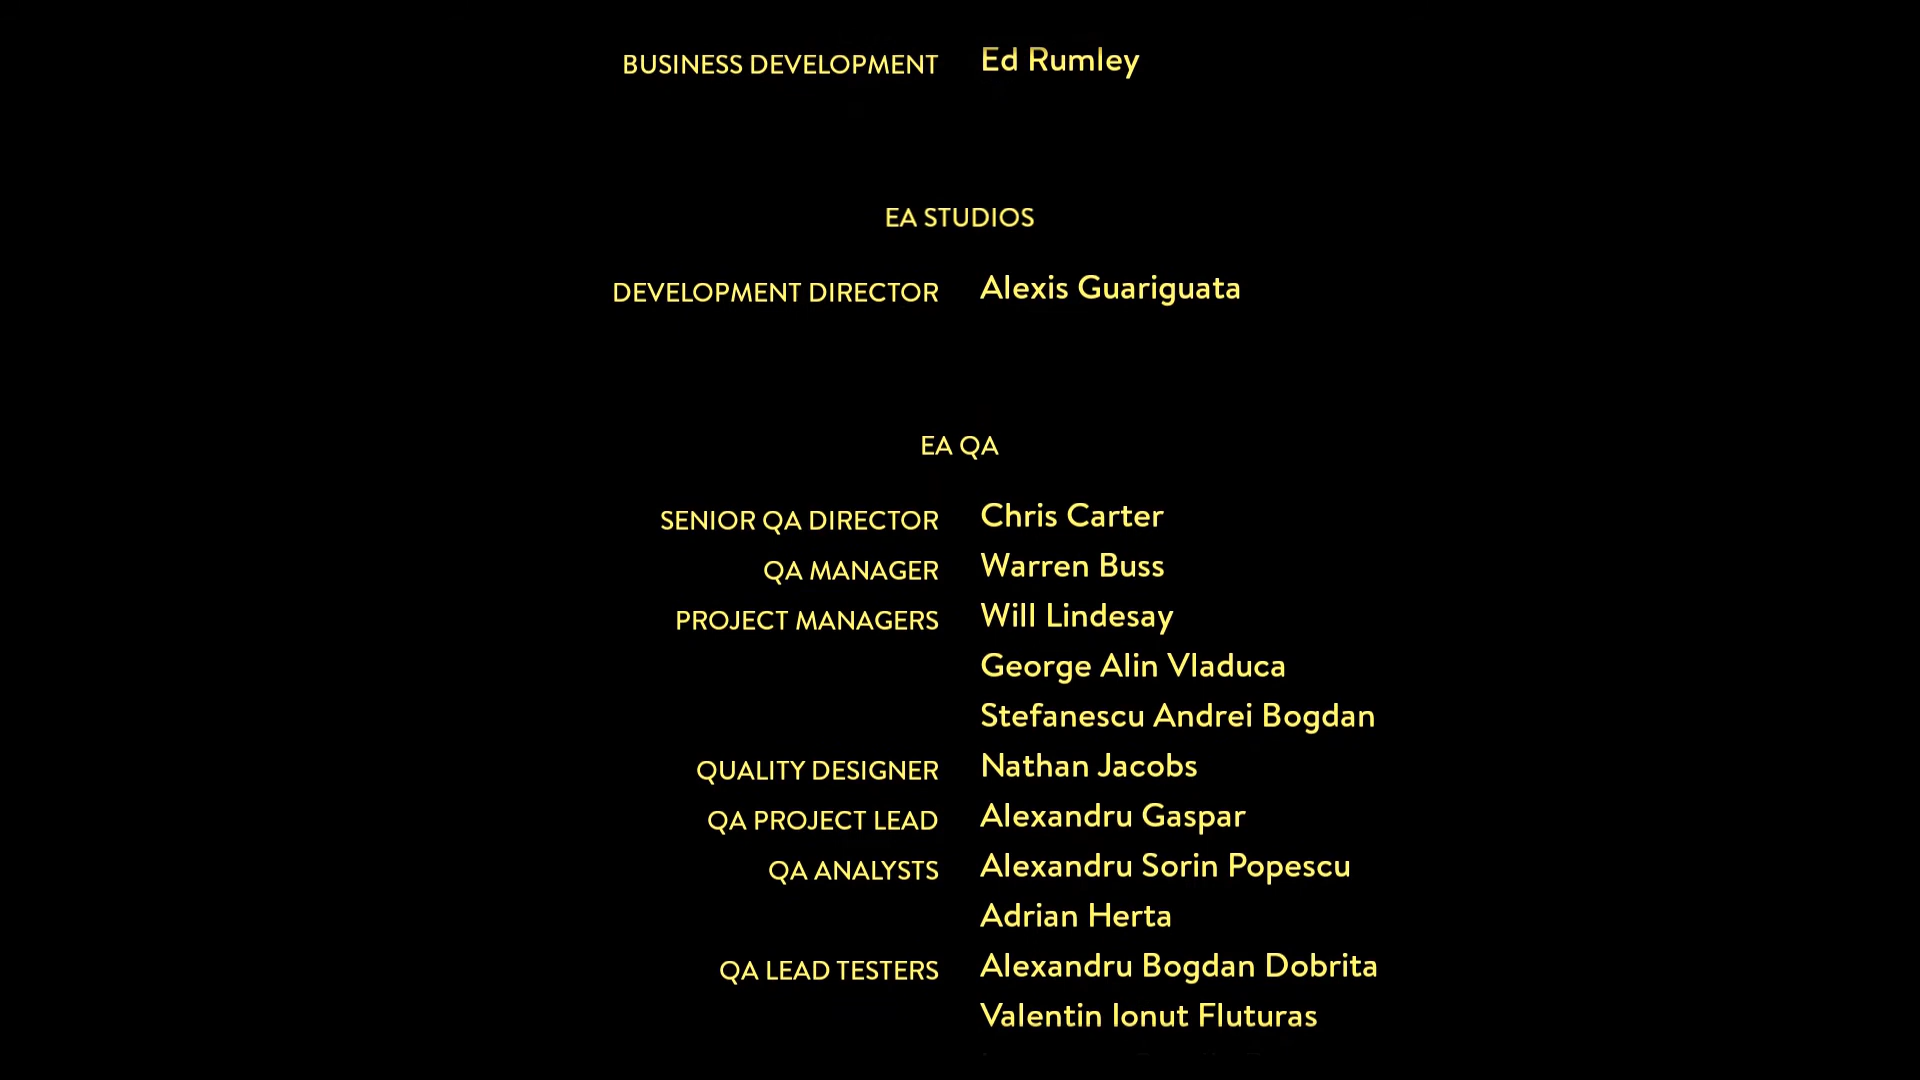 BUSINESS DEVELOPMENT Ed Rumley
EA STUDIOS
DEVELOPMENT DIRECTOR Alexis Guariguata
EA QA
SENIOR QA DIRECTOR Chris Carter
QA MANAGER Warren Buss
PROJECT MANAGERS Will Lindesay
George Alin Vladuca
Stefanescu Andrei Bogdan
QUALITY DESIGNER Nathan Jacobs
QA PROJECT LEAD Alexandru Gaspar
QA ANALYSTS Alexandru Sorin Popescu
Adrian Herta
QA LEAD TESTERS Alexandru Bogdan Dobrita
Valentin Ionut Fluturas